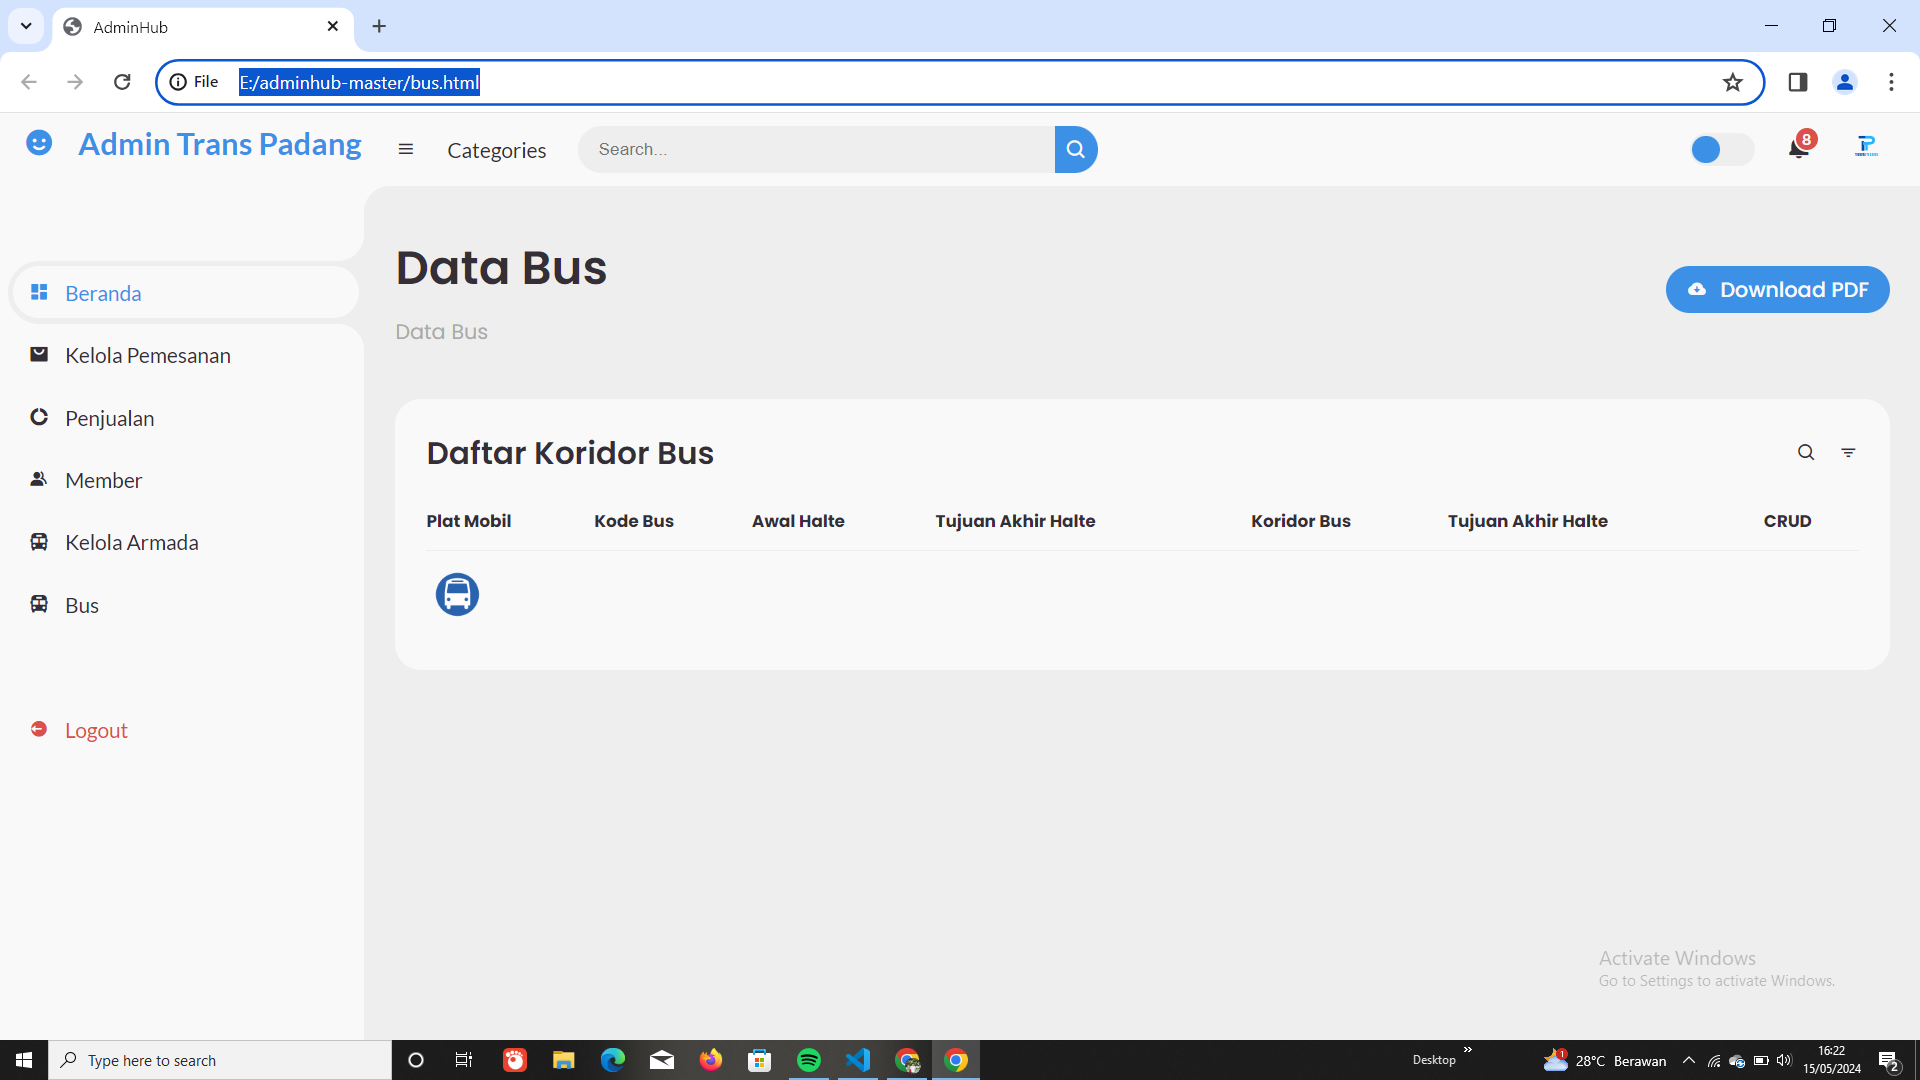 AdminHub
File
E:/adminhub-master/bus.html
Admin Trans Padang
Categories
Search...
8
Data Bus
Data Bus
Download PDF
Beranda
Kelola Pemesanan
Penjualan
Member
Kelola Armada
Bus
Logout
Daftar Koridor Bus
Plat Mobil Kode Bus Awal Halte Tujuan Akhir Halte Koridor Bus Tujuan Akhir Halte CRUD
Activate Windows
Go to Settings to activate Windows.
Type here to search
Desktop
1
28°C Berawan
16:22
15/05/2024
2